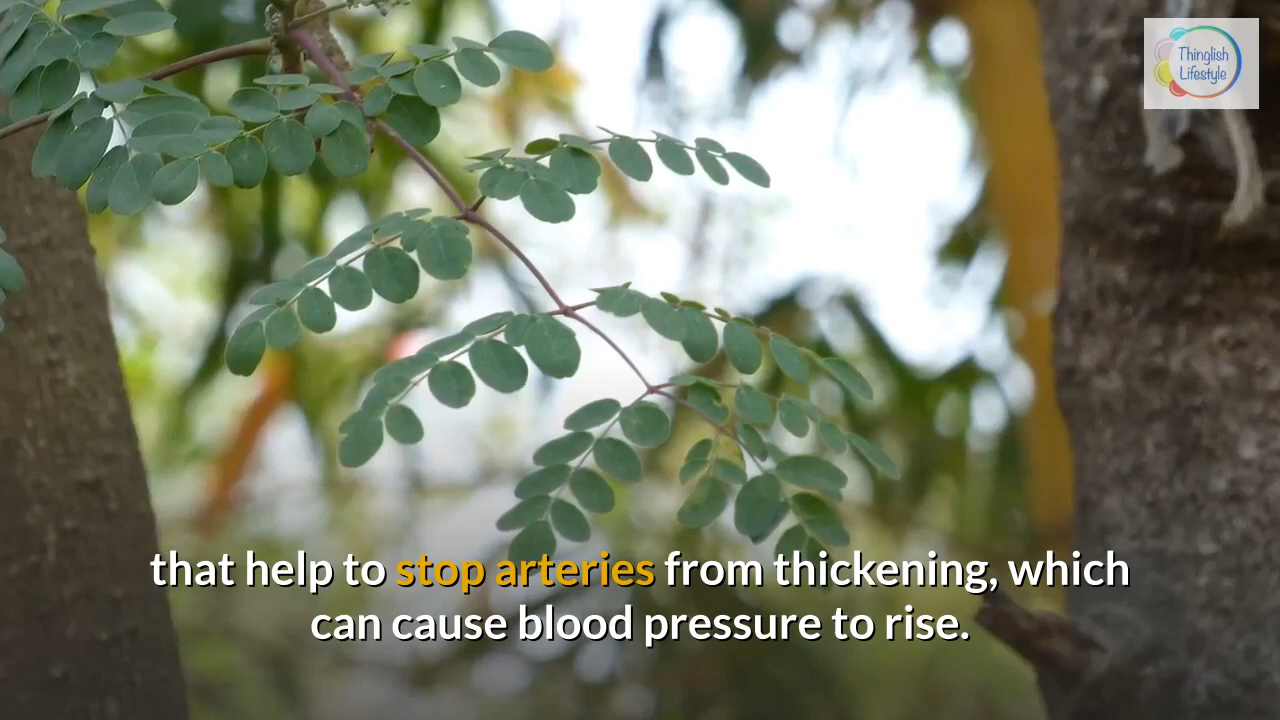 Thinglish
Lifestyle
that help to stop arteries from thickening, which
can cause blood pressure to rise.